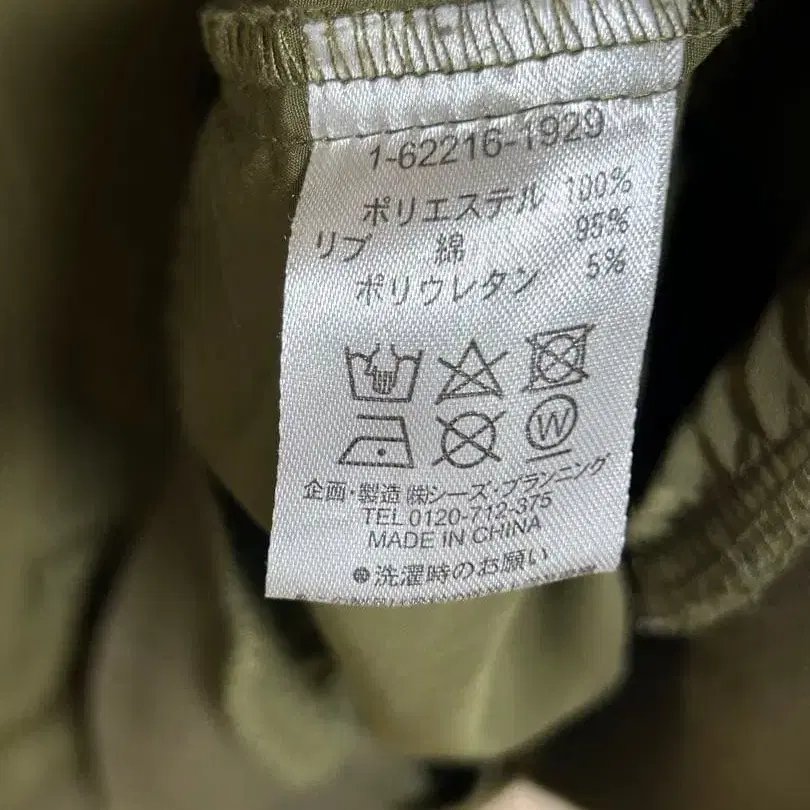 1-62216-1929
ポリエステル 100%
リブ 綿 95%
ポリウレタン 5%
W
企画・製造 ㈱シーズ・プランニング
TEL 0120-712-375
MADE IN CHINA
●洗濯時のお願い